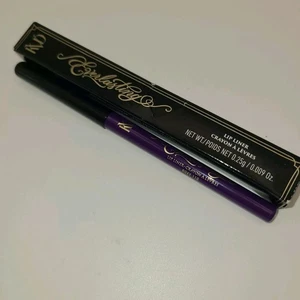 Everlasting
LIP LINER
CRAYON À LÈVRES
NET WT/POIDS NET 0.25g / 0.009 Oz.